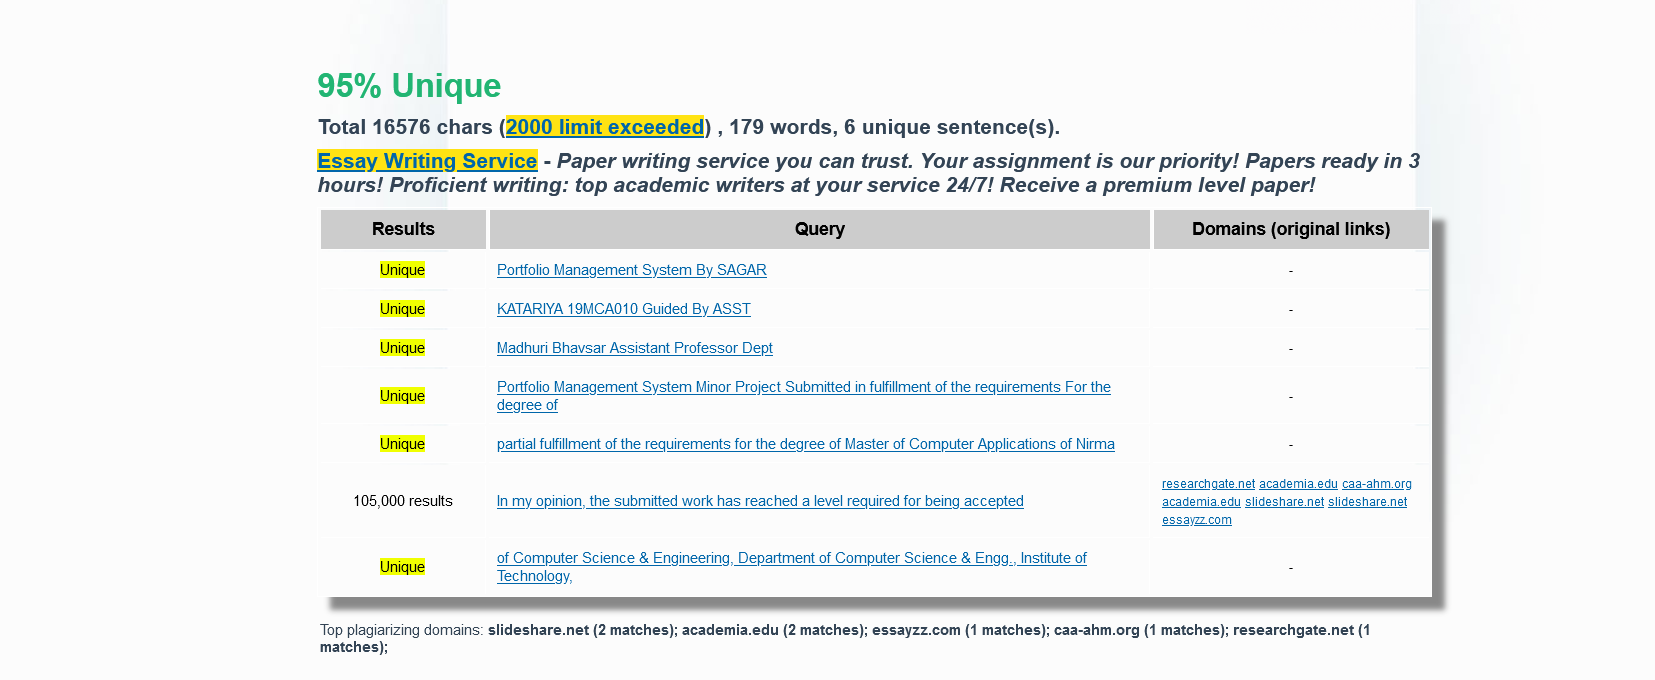 95% Unique
Total 16576 chars (2000 limit exceeded) , 179 words, 6 unique sentence(s).
Essay Writing Service - Paper writing service you can trust. Your assignment is our priority! Papers ready in 3
hours! Proficient writing: top academic writers at your service 24/7! Receive a premium level paper!
Results Query Domains (original links)
Unique Portfolio Management System By SAGAR -
Unique KATARIYA 19MCA010 Guided By ASST -
Unique Madhuri Bhavsar Assistant Professor Dept -
Portfolio Management System Minor Project Submitted in fulfillment of the requirements For the
Unique -
degree of
Unique partial fulfillment of the requirements for the degree of Master of Computer Applications of Nirma -
researchgate.net academia.edu caa-ahm.org
105,000 results In my opinion, the submitted work has reached a level required for being accepted academia.edu slideshare.net slideshare.net
essayzz.com
of Computer Science & Engineering, Department of Computer Science & Engg., Institute of
Unique -
Technology,
Top plagiarizing domains: slideshare.net (2 matches); academia.edu (2 matches); essayzz.com (1 matches); caa-ahm.org (1 matches); researchgate.net (1
matches);